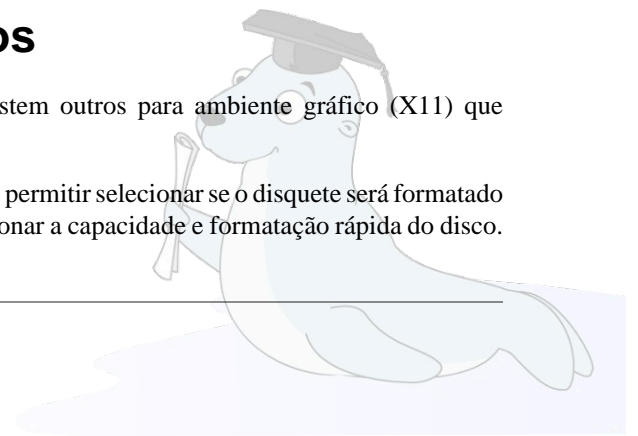 os
stem outros para ambiente gráfico (X11) que
permitir selecionar se o disquete será formatado
onar a capacidade e formatação rápida do disco.